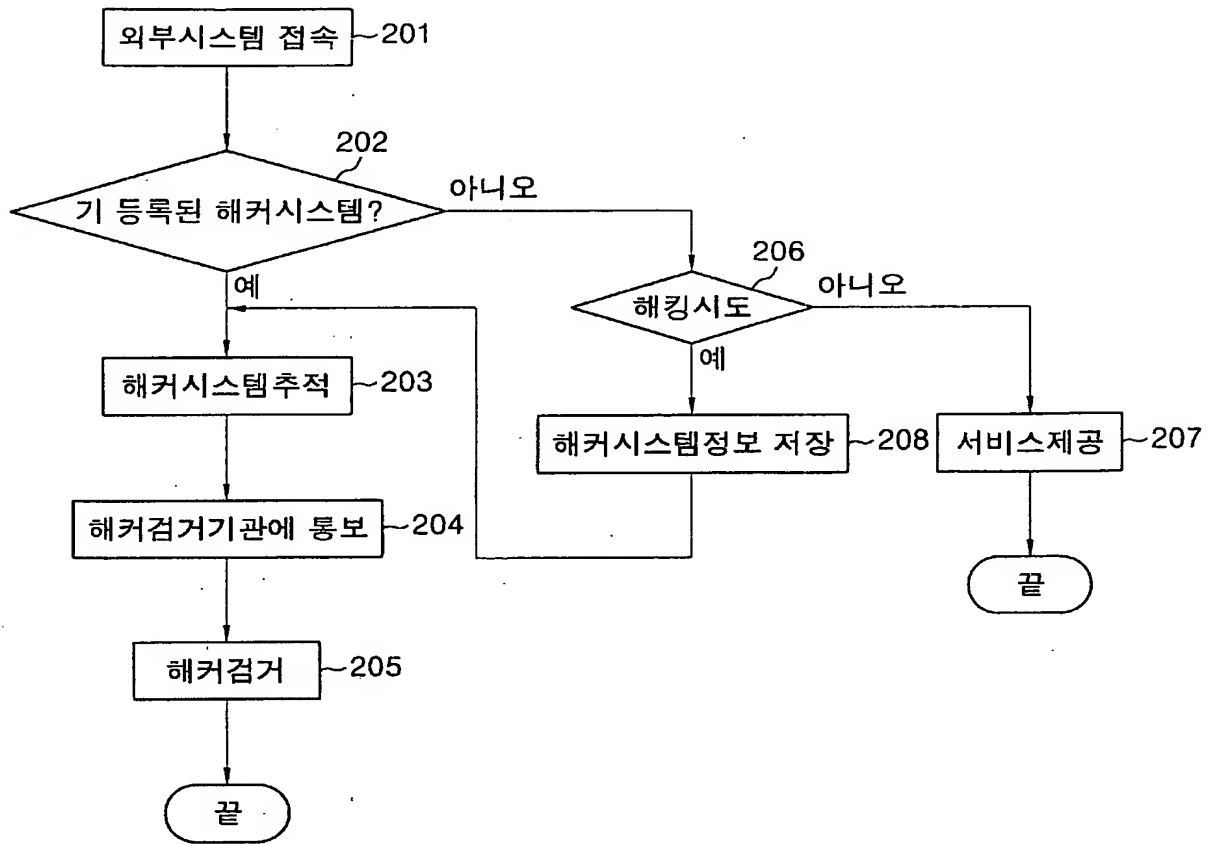 외부시스템 접속
201
202
기 등록된 해커시스템?
아니오
예
206
해킹시도
아니오
예
해커시스템추적
203
해커시스템정보 저장
208
서비스제공
207
해커검거기관에 통보
204
끝
해커검거
205
끝